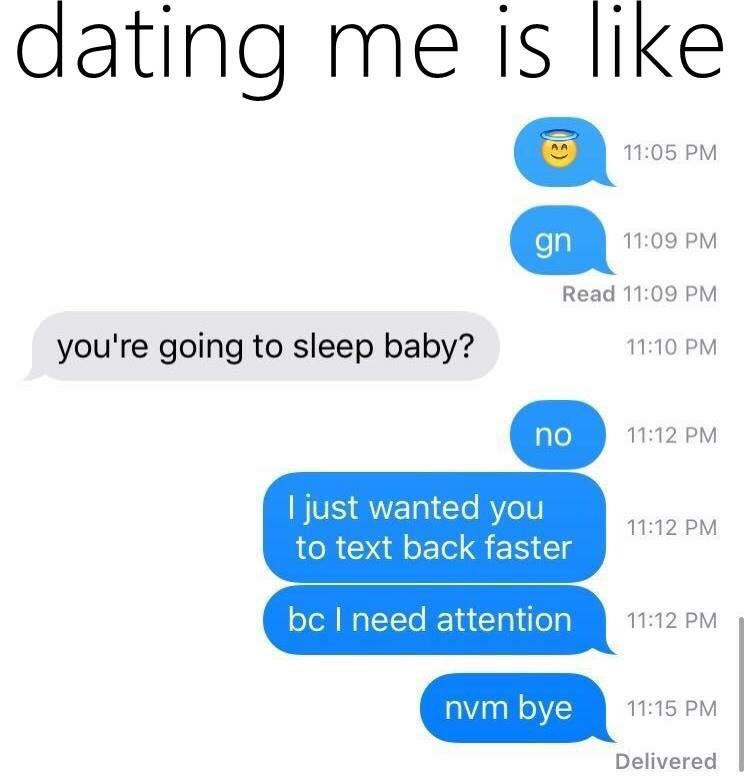 dating me is like
😇 11:05 PM
gn 11:09 PM
Read 11:09 PM
you're going to sleep baby? 11:10 PM
no 11:12 PM
I just wanted you
to text back faster 11:12 PM
bc I need attention 11:12 PM
nvm bye 11:15 PM
Delivered